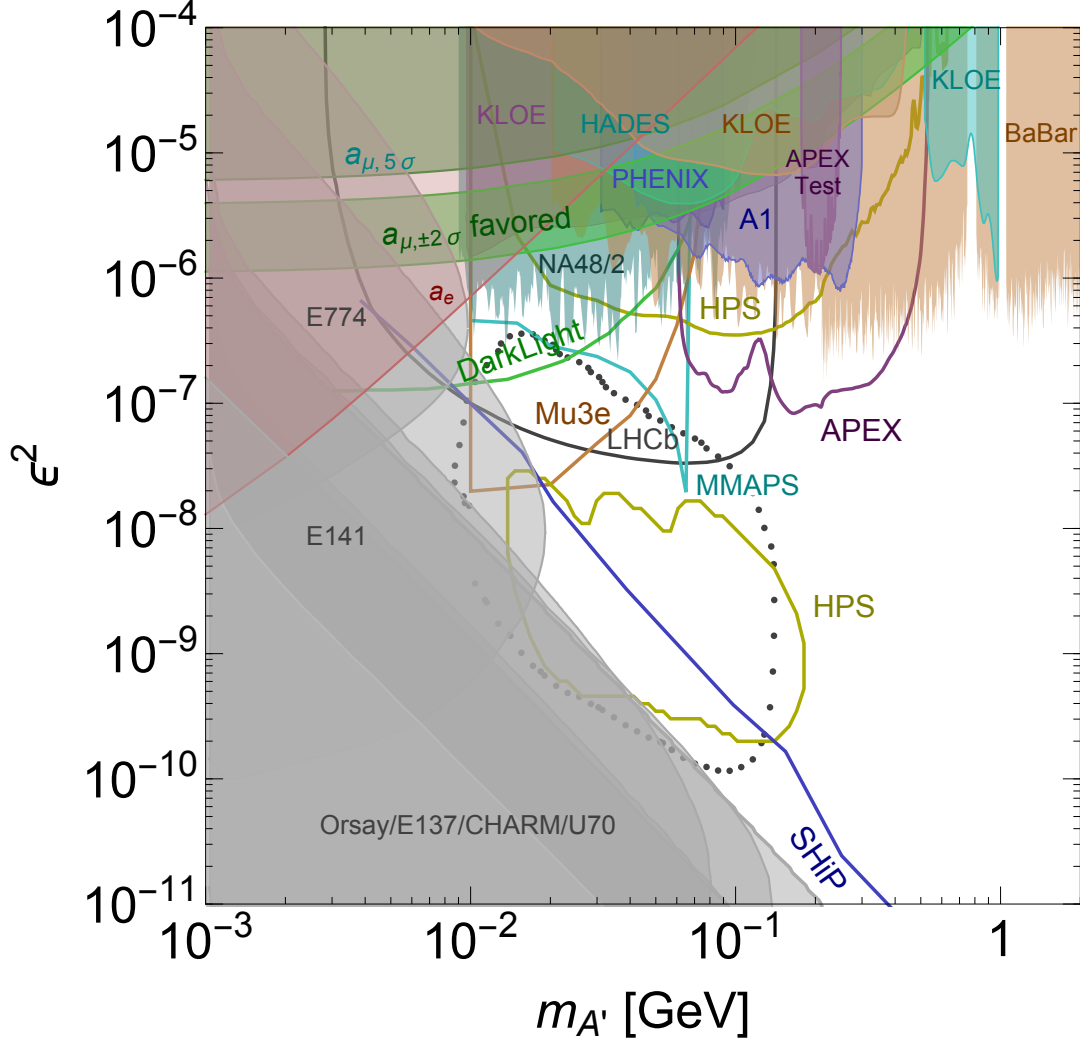 10⁻⁴
10⁻⁵
10⁻⁶
10⁻⁷
10⁻⁸
10⁻⁹
10⁻¹⁰
10⁻¹¹
ϵ²
KLOE
KLOE
HADES
KLOE
BaBar
a_μ,5σ
APEX
Test
PHENIX
A1
a_μ,±2σ favored
NA48/2
a_e
E774
HPS
DarkLight
Mu3e
LHCb
APEX
MMAPS
E141
HPS
Orsay/E137/CHARM/U70
SHiP
10⁻³
10⁻²
10⁻¹
1
m_A' [GeV]